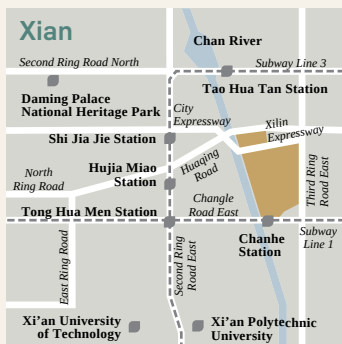 Xian
Chan River
Second Ring Road North
Subway Line 3
Daming Palace
National Heritage Park
Tao Hua Tan Station
City
Expressway
Xilin
Expressway
Shi Jia Jie Station
Hujia Miao
Station
Huaqing
Road
North
Ring Road
Third Ring
Road East
Tong Hua Men Station
Changle
Road East
Subway
Line 1
Chanhe
Station
East Ring Road
Second Ring
Road East
Xi'an University
of Technology
Xi'an Polytechnic
University